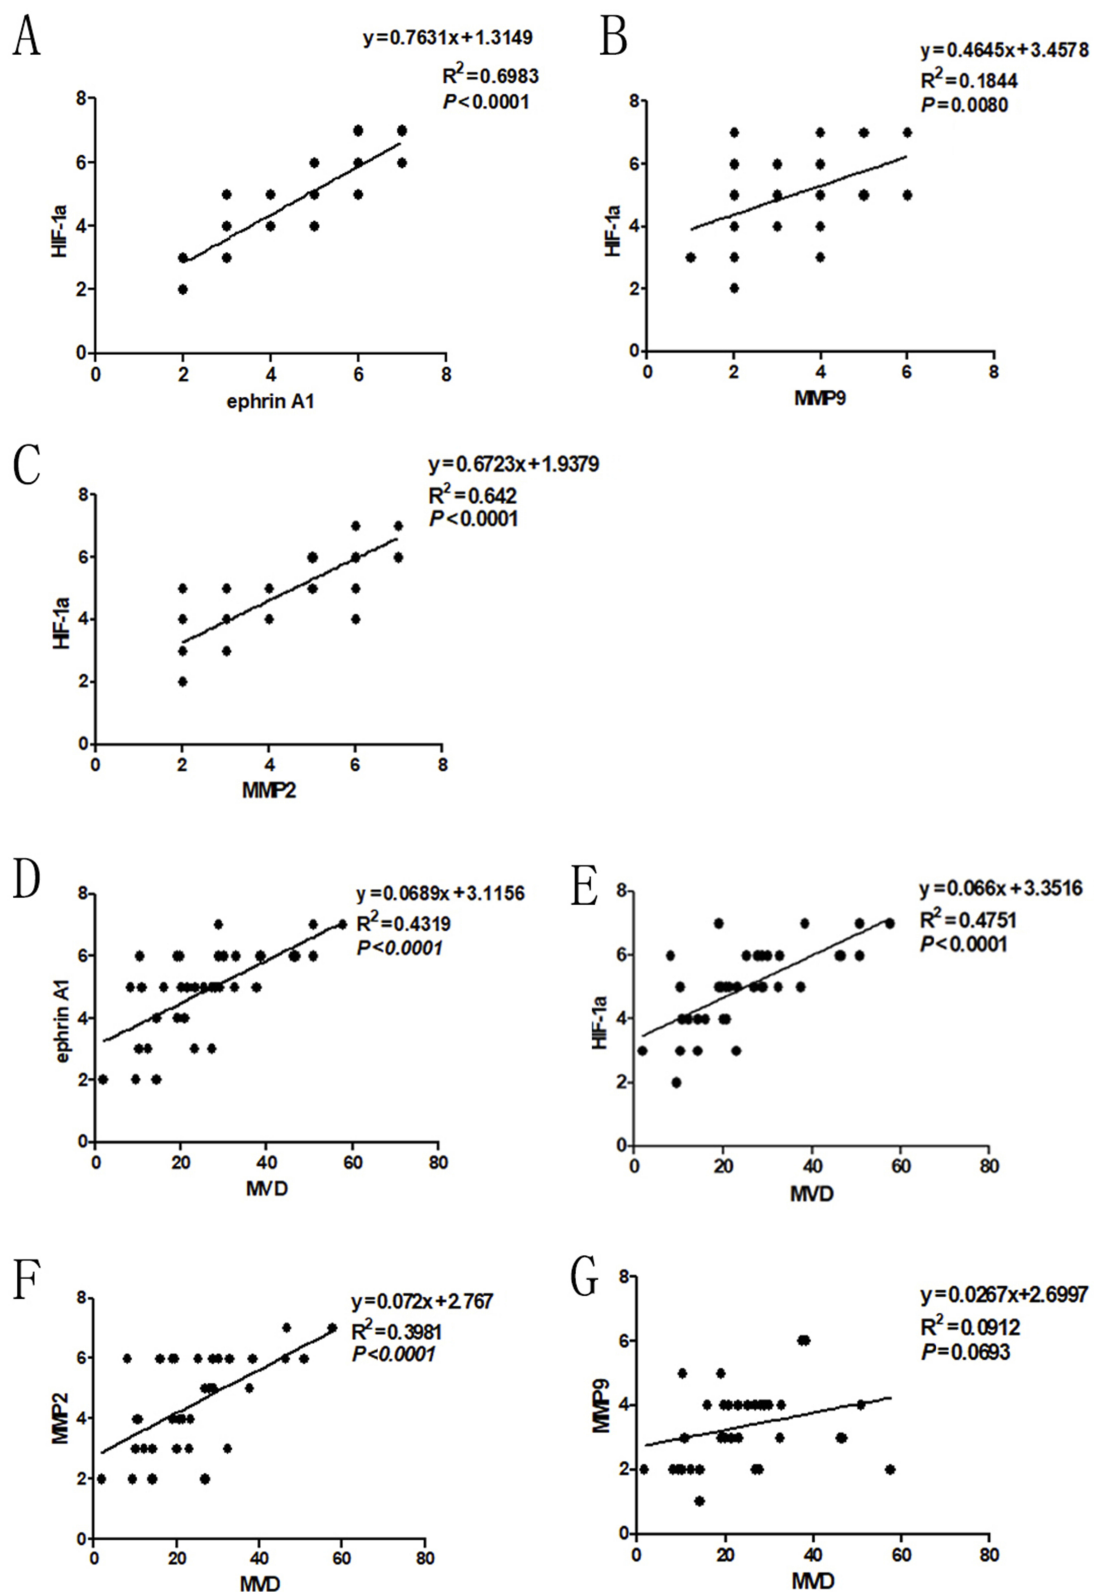 A
y=0.7631x+1.3149
R²=0.6983
P<0.0001
8
6
4
2
0
HIF-1a
0 2 4 6 8
ephrin A1
B
y=0.4645x+3.4578
R²=0.1844
P=0.0080
8
6
4
2
0
HIF-1a
0 2 4 6 8
MMP9
C
y=0.6723x+1.9379
R²=0.642
P<0.0001
8
6
4
2
0
HIF-1a
0 2 4 6 8
MMP2
D
y=0.0689x+3.1156
R²=0.4319
P<0.0001
8
6
4
2
0
ephrin A1
0 20 40 60 80
MVD
E
y=0.066x+3.3516
R²=0.4751
P<0.0001
8
6
4
2
0
HIF-1a
0 20 40 60 80
MVD
F
y=0.072x+2.767
R²=0.3981
P<0.0001
8
6
4
2
0
MMP2
0 20 40 60 80
MVD
G
y=0.0267x+2.6997
R²=0.0912
P=0.0693
8
6
4
2
0
MMP9
0 20 40 60 80
MVD